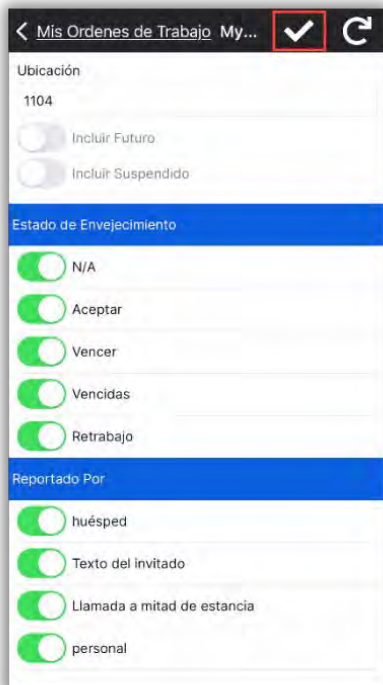 Mis Ordenes de Trabajo My...
Ubicación
1104
Incluir Futuro
Incluir Suspendido
Estado de Envejecimiento
N/A
Aceptar
Vencer
Vencidas
Retrabajo
Reportado Por
huésped
Texto del invitado
Llamada a mitad de estancia
personal